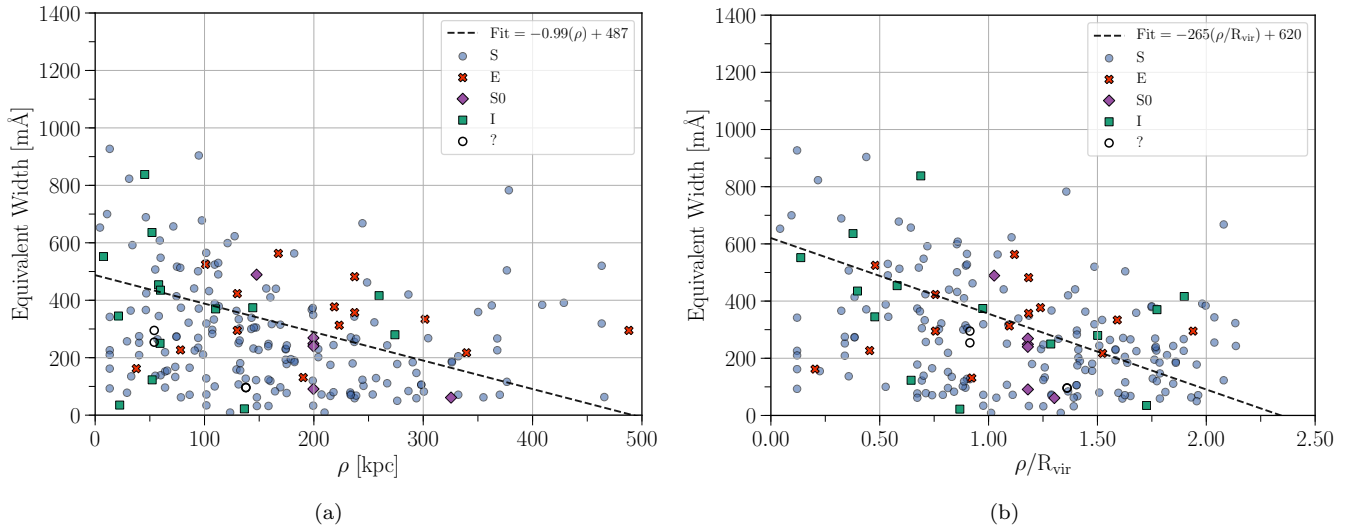 1400
1200
1000
800
600
400
200
0
Equivalent Width [mÅ]
Fit = −0.99(ρ) + 487
S
E
S0
I
?
0 100 200 300 400 500
ρ [kpc]
(a)
1400
1200
1000
800
600
400
200
0
Equivalent Width [mÅ]
Fit = −265(ρ/R_vir) + 620
S
E
S0
I
?
0.00 0.50 1.00 1.50 2.00 2.50
ρ/R_vir
(b)